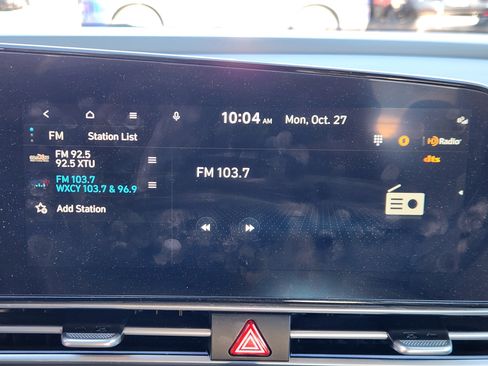 10:04 AM Mon, Oct. 27
FM Station List
HD Radio
FM 92.5
92.5 XTU
dts
FM 103.7
WXCY 103.7 & 96.9
FM 103.7
Add Station